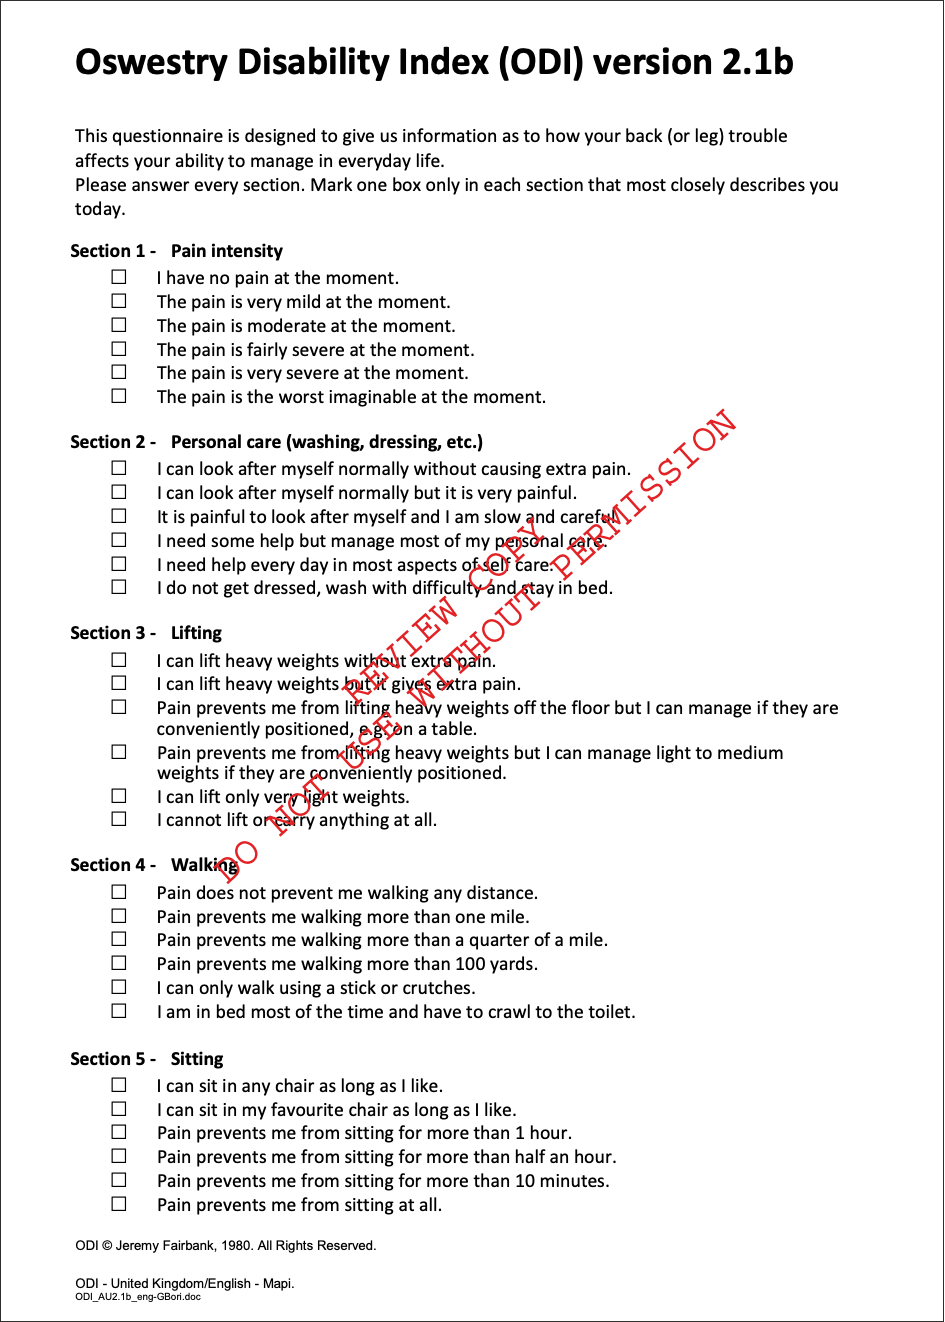 Oswestry Disability Index (ODI) version 2.1b
This questionnaire is designed to give us information as to how your back (or leg) trouble
affects your ability to manage in everyday life.
Please answer every section. Mark one box only in each section that most closely describes you
today.
Section 1 - Pain intensity
☐ I have no pain at the moment.
☐ The pain is very mild at the moment.
☐ The pain is moderate at the moment.
☐ The pain is fairly severe at the moment.
☐ The pain is very severe at the moment.
☐ The pain is the worst imaginable at the moment.
Section 2 - Personal care (washing, dressing, etc.)
☐ I can look after myself normally without causing extra pain.
☐ I can look after myself normally but it is very painful.
☐ It is painful to look after myself and I am slow and careful.
☐ I need some help but manage most of my personal care.
☐ I need help every day in most aspects of self care.
☐ I do not get dressed, wash with difficulty and stay in bed.
Section 3 - Lifting
☐ I can lift heavy weights without extra pain.
☐ I can lift heavy weights but it gives extra pain.
☐ Pain prevents me from lifting heavy weights off the floor but I can manage if they are
conveniently positioned, e.g. on a table.
☐ Pain prevents me from lifting heavy weights but I can manage light to medium
weights if they are conveniently positioned.
☐ I can lift only very light weights.
☐ I cannot lift or carry anything at all.
Section 4 - Walking
☐ Pain does not prevent me walking any distance.
☐ Pain prevents me walking more than one mile.
☐ Pain prevents me walking more than a quarter of a mile.
☐ Pain prevents me walking more than 100 yards.
☐ I can only walk using a stick or crutches.
☐ I am in bed most of the time and have to crawl to the toilet.
Section 5 - Sitting
☐ I can sit in any chair as long as I like.
☐ I can sit in my favourite chair as long as I like.
☐ Pain prevents me from sitting for more than 1 hour.
☐ Pain prevents me from sitting for more than half an hour.
☐ Pain prevents me from sitting for more than 10 minutes.
☐ Pain prevents me from sitting at all.
ODI © Jeremy Fairbank, 1980. All Rights Reserved.
ODI - United Kingdom/English - Mapi.
ODI_AU2.1b_eng-GBori.doc
REVIEW COPY
DO NOT USE WITHOUT PERMISSION